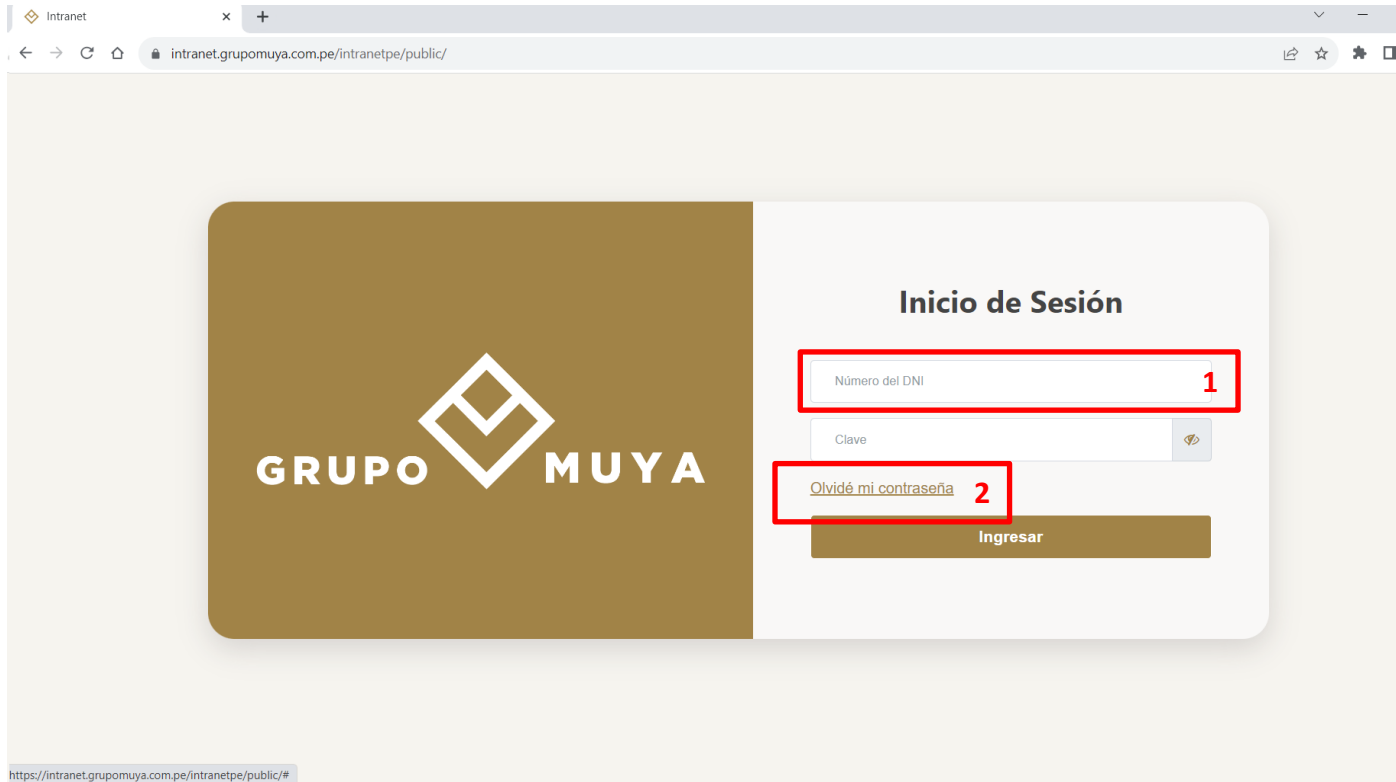 Intranet
intranet.grupomuya.com.pe/intranetpe/public/
Inicio de Sesión
Número del DNI
1
Clave
GRUPO MUYA
Olvidé mi contraseña
2
Ingresar
https://intranet.grupomuya.com.pe/intranetpe/public/#